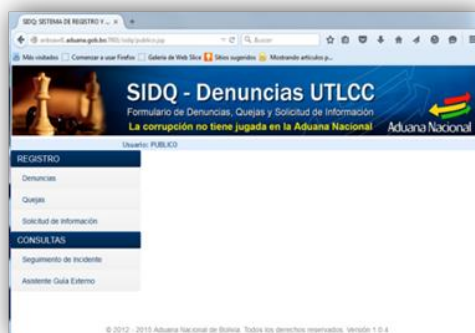 SIDQ: SISTEMA DE REGISTRO Y ...
Buscar
Más visitados Comenzar a usar Firefox Galería de Web Slice Sitios sugeridos Mostrando artículos p...
SIDQ - Denuncias UTLCC
Formulario de Denuncias, Quejas y Solicitud de Información
La corrupción no tiene jugada en la Aduana Nacional
Aduana Nacional
Usuario: PUBLICO
REGISTRO
Denuncias
Quejas
Solicitud de Información
CONSULTAS
Seguimiento de Incidente
Asistente Guía Externo
© 2012 - 2015 Aduana Nacional de Bolivia. Todos los derechos reservados. Versión 1.0.4